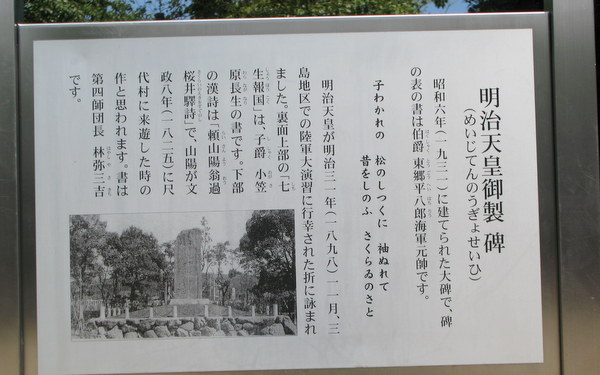 明治天皇御製 碑
(めいじてんのうぎょせいひ)
昭和六年(一九三一)に建てられた大碑で、碑
の表の書は伯爵 東郷平八郎海軍元帥です。
子わかれの 松のしつくに 袖ぬれて
昔をしのふ さくらゐのさと
明治天皇が明治三一年(一八九八)一一月、三
島地区での陸軍大演習に行幸された折に詠まれ
ました。裏面上部の「七
生報国」は、子爵 小笠
原長生の書です。下部
の漢詩は「頼山陽翁過
桜井驛詩」で、山陽が文
政八年(一八二五)に尺
代村に来遊した時の
作と思われます。書は
第四師団長 林弥三吉
です。